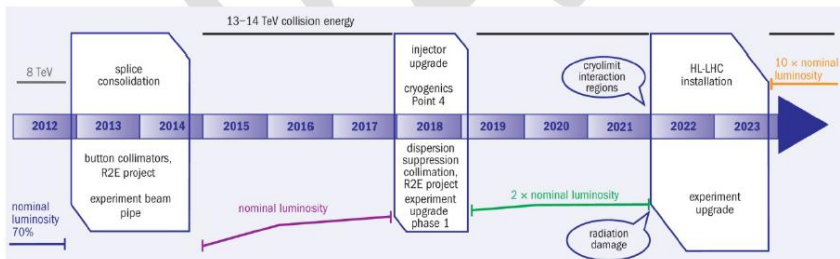 13–14 TeV collision energy
8 TeV
splice
consolidation
injector
upgrade
cryogenics
Point 4
cryolimit
interaction
regions
HL-LHC
installation
10 × nominal
luminosity
2012 2013 2014 2015 2016 2017 2018 2019 2020 2021 2022 2023
button collimators,
R2E project
experiment beam
pipe
nominal
luminosity
70%
nominal luminosity
dispersion
suppression
collimation,
R2E project
experiment
upgrade
phase 1
2 × nominal luminosity
radiation
damage
experiment
upgrade